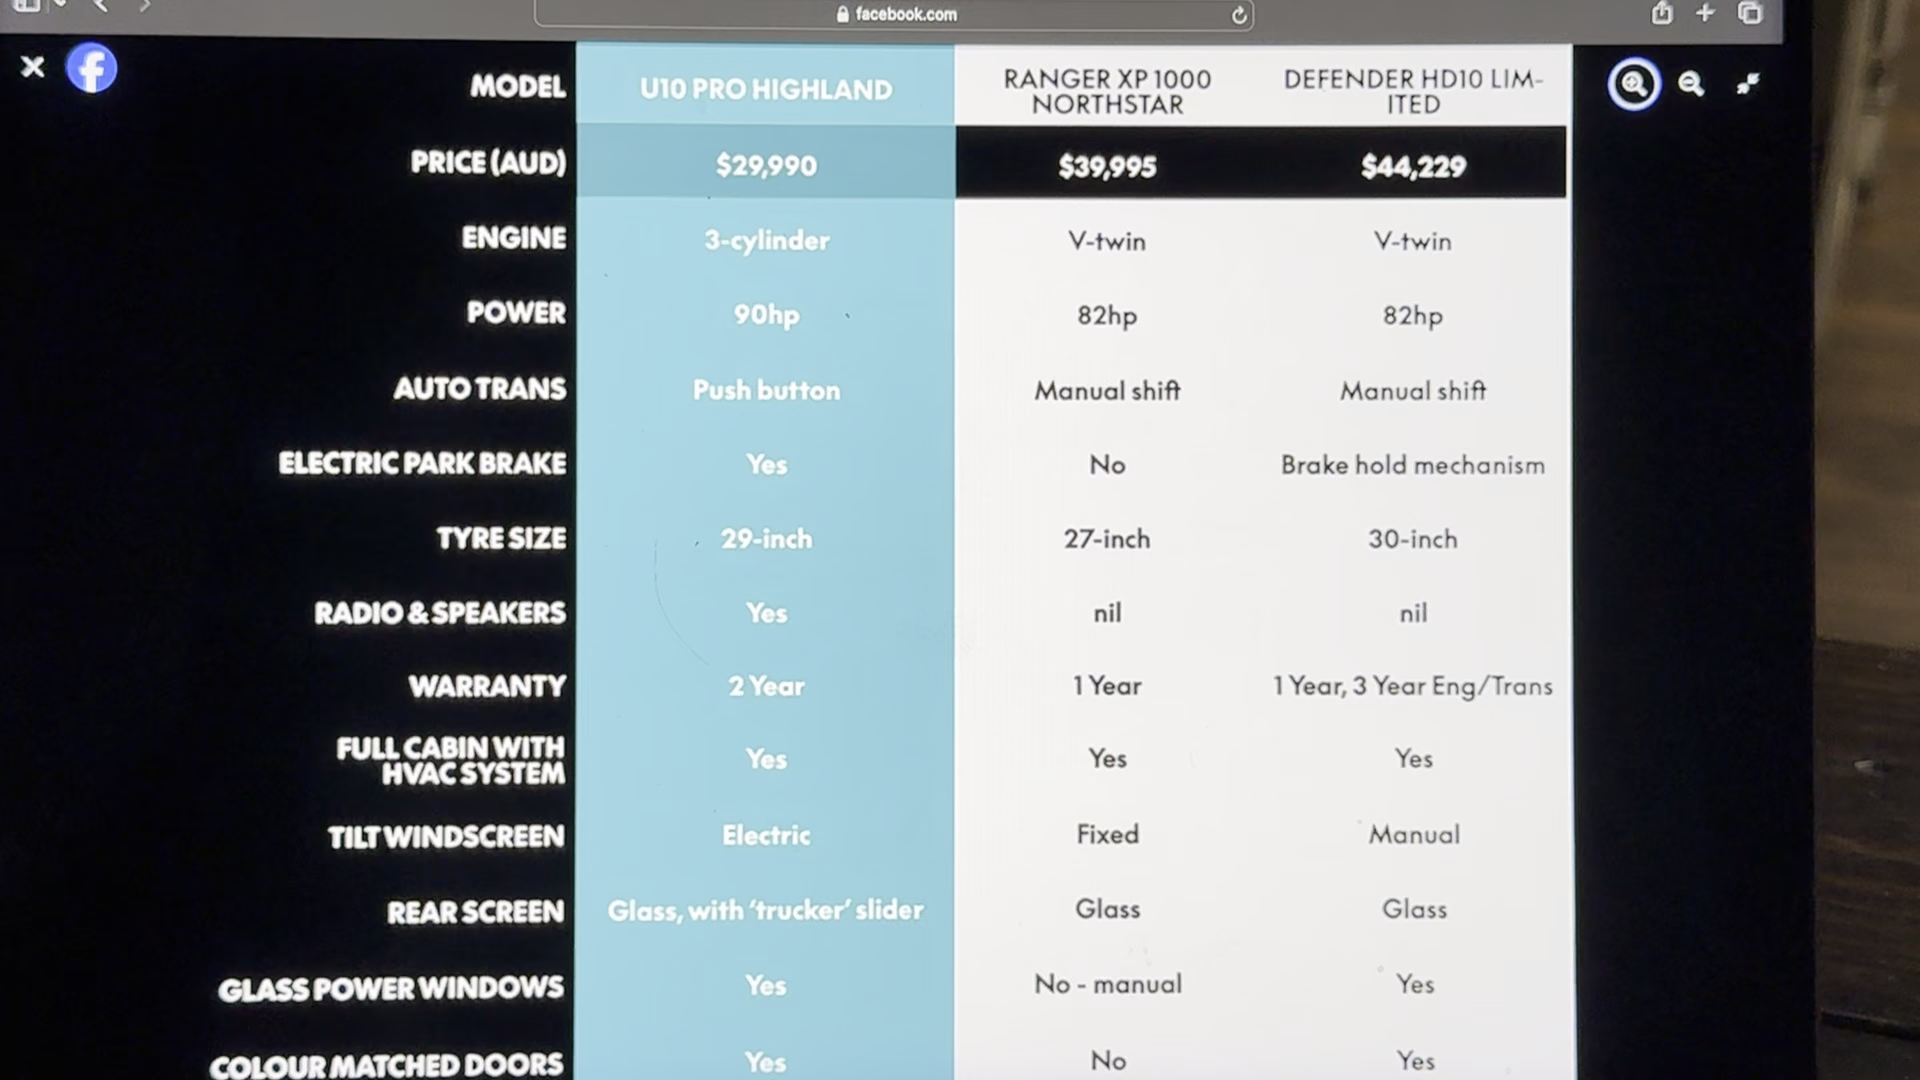 facebook.com
MODEL U10 PRO HIGHLAND RANGER XP 1000 NORTHSTAR DEFENDER HD10 LIM-ITED
PRICE (AUD) $29,990 $39,995 $44,229
ENGINE 3-cylinder V-twin V-twin
POWER 90hp 82hp 82hp
AUTO TRANS Push button Manual shift Manual shift
ELECTRIC PARK BRAKE Yes No Brake hold mechanism
TYRE SIZE 29-inch 27-inch 30-inch
RADIO & SPEAKERS Yes nil nil
WARRANTY 2 Year 1 Year 1 Year, 3 Year Eng/Trans
FULL CABIN WITH HVAC SYSTEM Yes Yes Yes
TILT WINDSCREEN Electric Fixed Manual
REAR SCREEN Glass, with ‘trucker’ slider Glass Glass
GLASS POWER WINDOWS Yes No - manual Yes
COLOUR MATCHED DOORS Yes No Yes